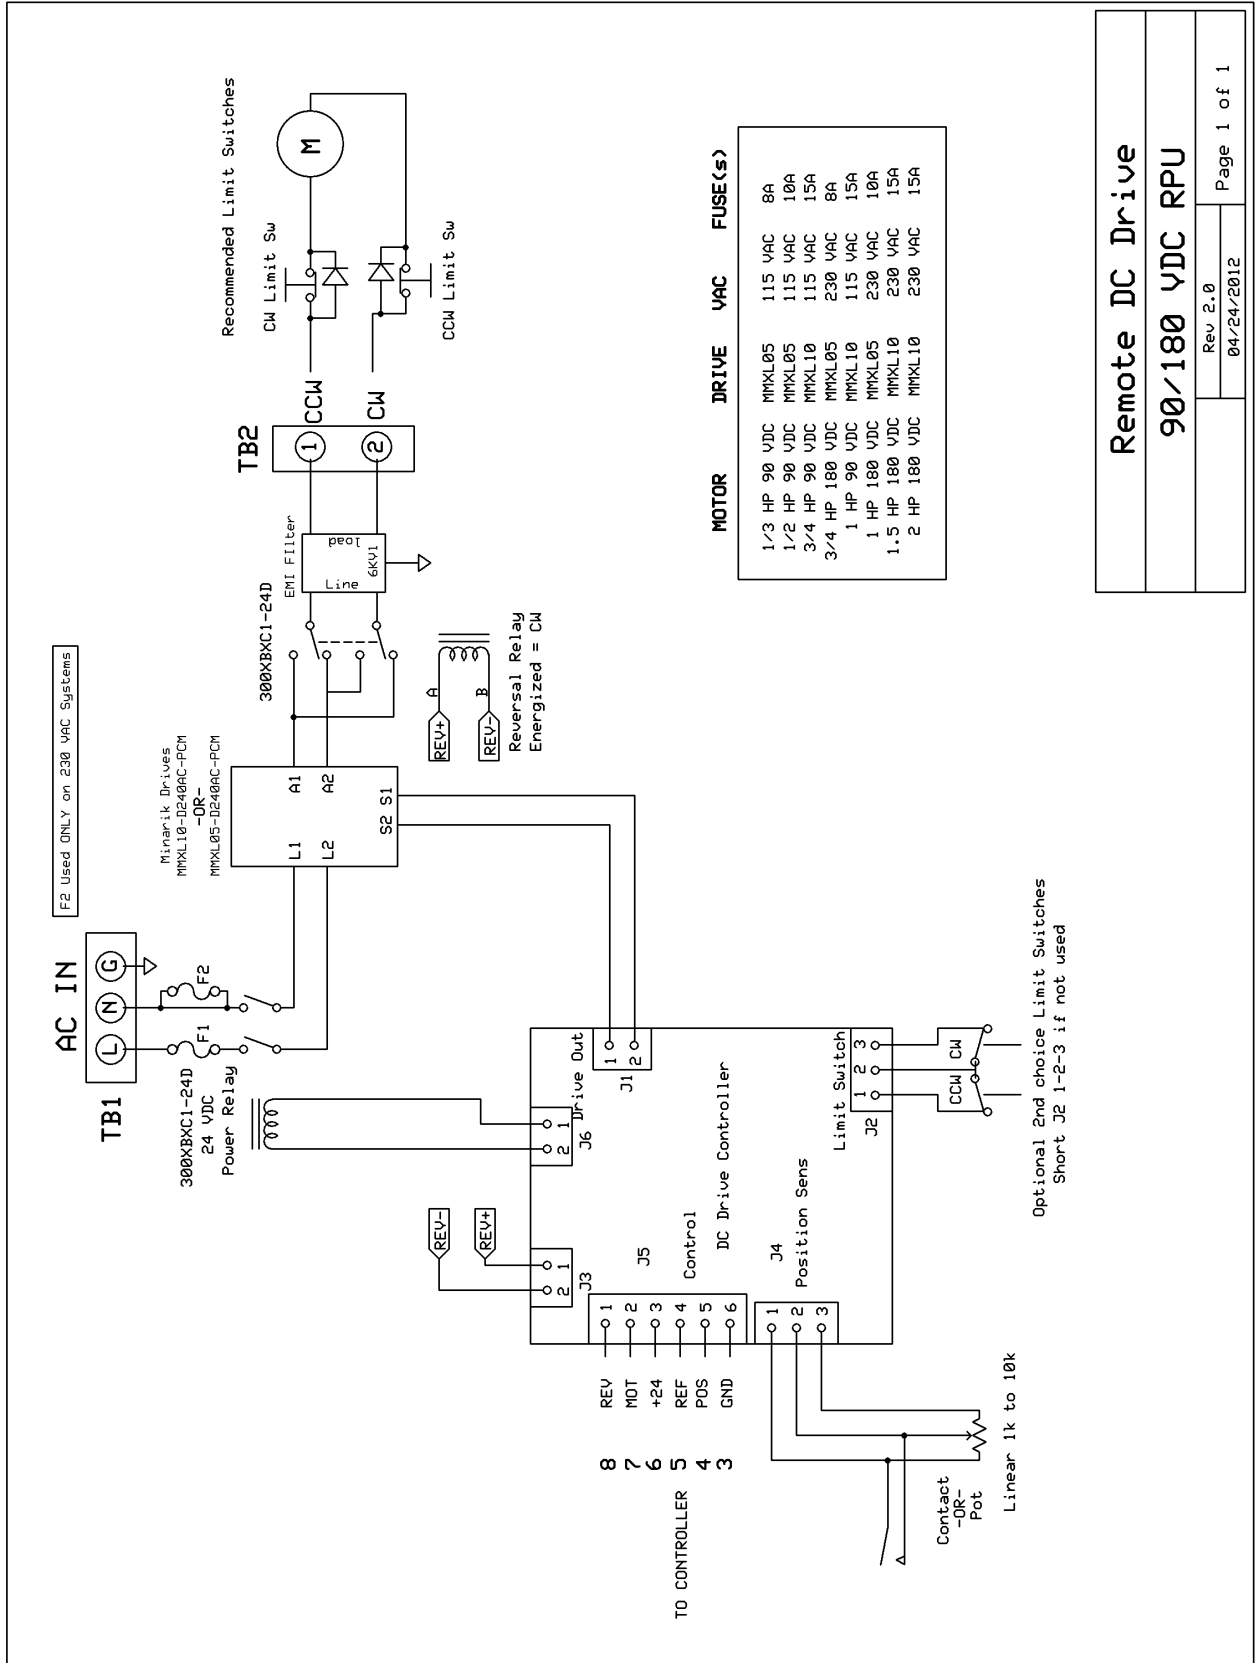 AC IN
TB1
L
N
G
F2 Used ONLY on 230 VAC Systems
F1
F2
300XBXC1-24D
24 VDC
Power Relay
Minarik Drives
MMXL10-D240AC-PCM
-OR-
MMXL05-D240AC-PCM
L1
L2
A1
A2
S2
S1
300XBXC1-24D
EMI FIlter
Line
load
6KV1
TB2
1
2
CCW
CW
Recommended Limit Switches
CW Limit Sw
CCW Limit Sw
M
REV+
A
REV-
B
Reversal Relay
Energized = CW
REV-
REV+
J3
2
1
J6
2
1
Drive Out
J1
1
2
J5
Control
DC Drive Controller
1
2
3
4
5
6
REV
MOT
+24
REF
POS
GND
8
7
6
5
4
3
TO CONTROLLER
J4
Position Sens
1
2
3
Limit Switch
J2
1
2
3
CCW
CW
Optional 2nd choice Limit Switches
Short J2 1-2-3 if not used
Contact
-OR-
Pot
Linear 1k to 10k
MOTOR DRIVE VAC FUSE(s)
1/3 HP 90 VDC MMXL05 115 VAC 8A
1/2 HP 90 VDC MMXL05 115 VAC 10A
3/4 HP 90 VDC MMXL10 115 VAC 15A
3/4 HP 180 VDC MMXL05 230 VAC 8A
1 HP 90 VDC MMXL10 115 VAC 15A
1 HP 180 VDC MMXL05 230 VAC 10A
1.5 HP 180 VDC MMXL10 230 VAC 15A
2 HP 180 VDC MMXL10 230 VAC 15A
Remote DC Drive
90/180 VDC RPU
Rev 2.0
04/24/2012
Page 1 of 1